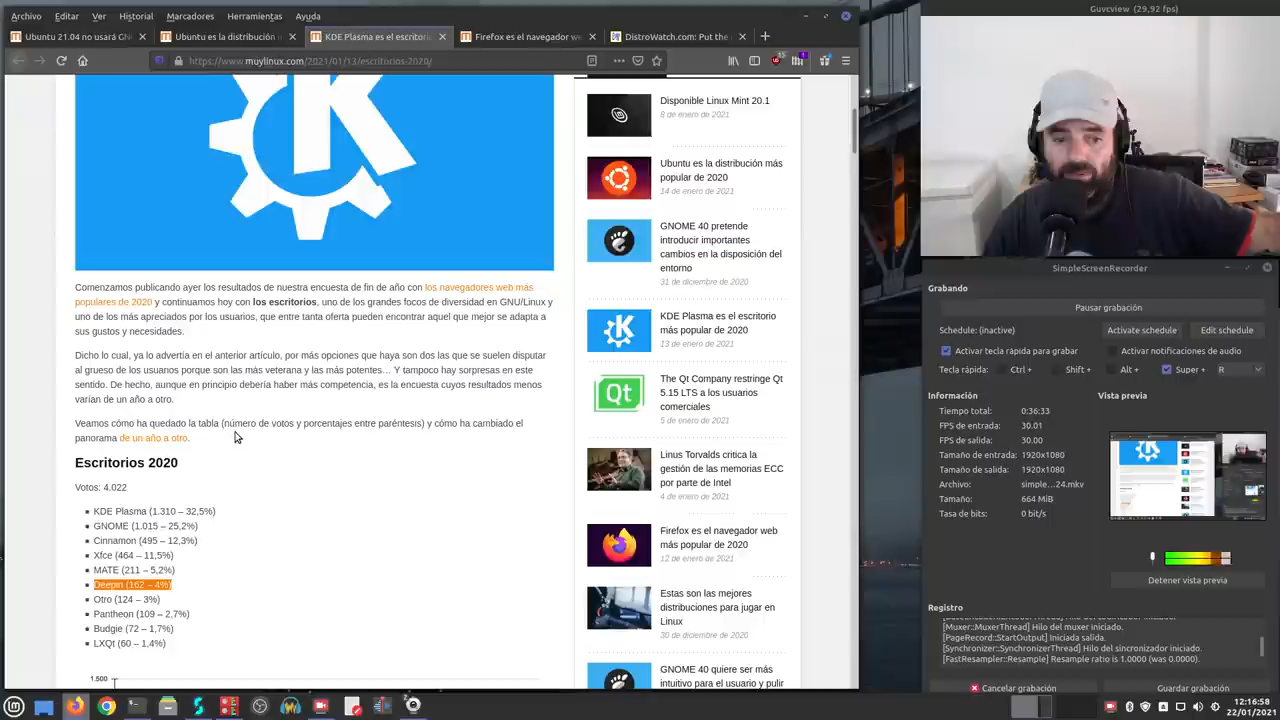 Archivo Editar Ver Historial Marcadores Herramientas Ayuda
Ubuntu 21.04 no usará GN
Ubuntu es la distribución
KDE Plasma es el escritorio
Firefox es el navegador we
DistroWatch.com: Put the
https://www.muylinux.com/2021/01/13/escritorios-2020/
Comenzamos publicando ayer los resultados de nuestra encuesta de fin de año con los navegadores web más
populares de 2020 y continuamos hoy con los escritorios, uno de los grandes focos de diversidad en GNU/Linux y
uno de los más apreciados por los usuarios, que entre tanta oferta pueden encontrar aquel que mejor se adapta a
sus gustos y necesidades.
Dicho lo cual, ya lo advertía en el anterior artículo, por más opciones que haya son dos las que se suelen disputar
al grueso de los usuarios porque son las más veterana y las más potentes… Y tampoco hay sorpresas en este
sentido. De hecho, aunque en principio debería haber más competencia, es la encuesta cuyos resultados menos
varían de un año a otro.
Veamos cómo ha quedado la tabla (número de votos y porcentajes entre paréntesis) y cómo ha cambiado el
panorama de un año a otro.
Escritorios 2020
Votos: 4.022
KDE Plasma (1.310 – 32,5%)
GNOME (1.015 – 25,2%)
Cinnamon (495 – 12,3%)
Xfce (464 – 11,5%)
MATE (211 – 5,2%)
Deepin (162 – 4%)
Otro (124 – 3%)
Pantheon (109 – 2,7%)
Budgie (72 – 1,7%)
LXQt (60 – 1,4%)
1.500
Disponible Linux Mint 20.1
8 de enero de 2021
Ubuntu es la distribución más
popular de 2020
14 de enero de 2021
GNOME 40 pretende
introducir importantes
cambios en la disposición del
entorno
31 de diciembre de 2020
KDE Plasma es el escritorio
más popular de 2020
13 de enero de 2021
The Qt Company restringe Qt
5.15 LTS a los usuarios
comerciales
5 de enero de 2021
Linus Torvalds critica la
gestión de las memorias ECC
por parte de Intel
4 de enero de 2021
Firefox es el navegador web
más popular de 2020
12 de enero de 2021
Estas son las mejores
distribuciones para jugar en
Linux
30 de diciembre de 2020
GNOME 40 quiere ser más
intuitivo para el usuario y pulir
Guvcview (29,92 fps)
SimpleScreenRecorder
Grabando
Pausar grabación
Schedule: (inactive) Activate schedule Edit schedule
Activar tecla rápida para grabar Activar notificaciones de audio
Tecla rápida: Ctrl + Shift + Alt + Super + R
Información
Tiempo total: 0:36:33
FPS de entrada: 30.01
FPS de salida: 30.00
Tamaño de entrada: 1920x1080
Tamaño de salida: 1920x1080
Archivo: simple...24.mkv
Tamaño: 664 MiB
Tasa de bits: 0 bit/s
Vista previa
Detener vista previa
Registro
[Muxer::MuxerThread] Hilo del muxer iniciado.
[PageRecord::StartOutput] Iniciada salida.
[Synchronizer::SynchronizerThread] Hilo del sincronizador iniciado.
[FastResampler::Resample] Resample ratio is 1.0000 (was 0.0000).
Cancelar grabación Guardar grabación
12:16:58
22/01/2021